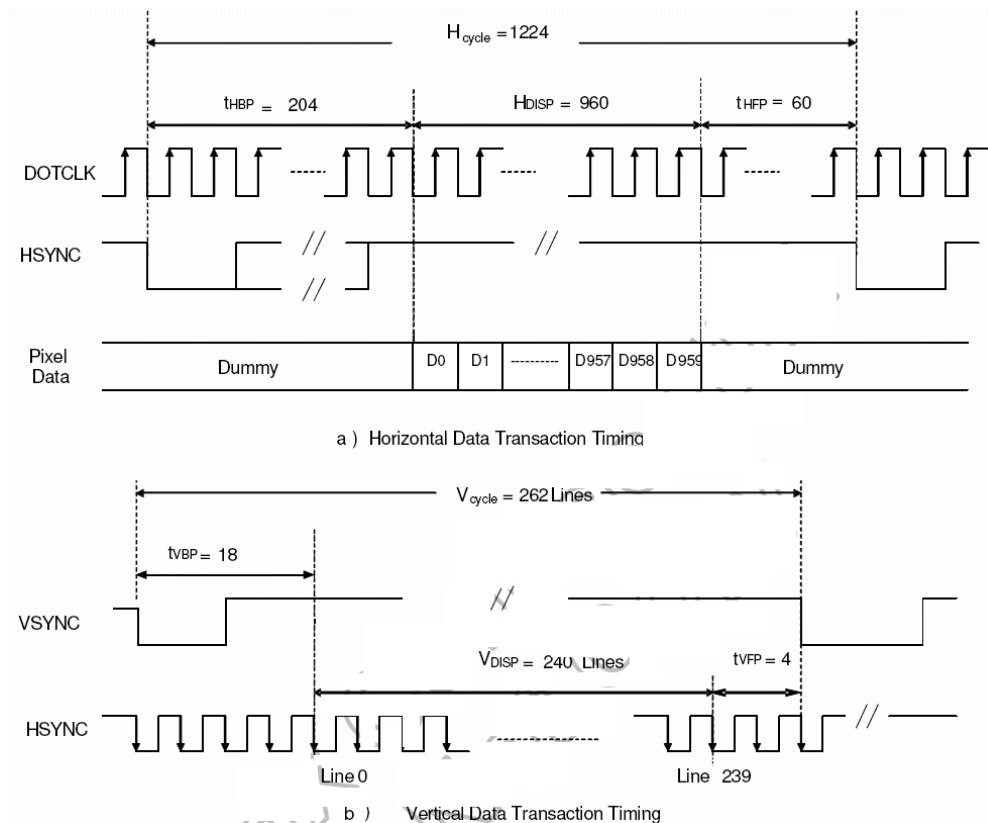 Hcycle =1224
tHBP = 204 HDISP = 960 tHFP = 60
DOTCLK
HSYNC
Pixel Data
Dummy D0 D1 ---------- D957 D958 D959 Dummy
a ) Horizontal Data Transaction Timing
Vcycle = 262 Lines
tVBP = 18
VSYNC
VDISP = 240 Lines tVFP = 4
HSYNC
Line 0 Line 239
b ) Vertical Data Transaction Timing